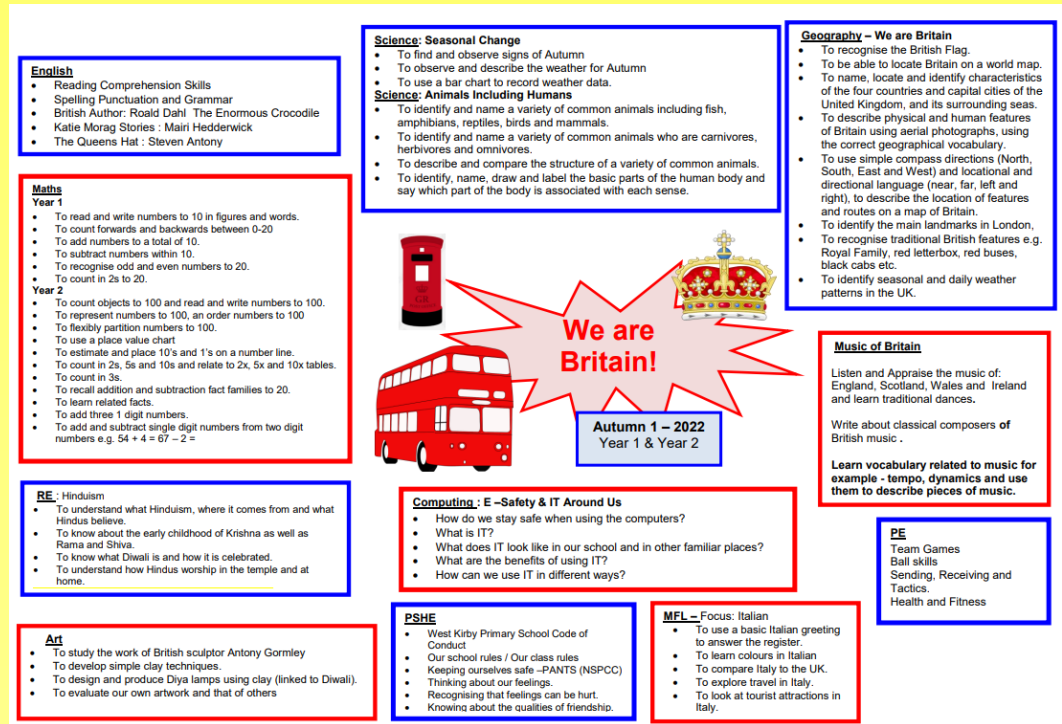 English
• Reading Comprehension Skills
• Spelling Punctuation and Grammar
• British Author: Roald Dahl The Enormous Crocodile
• Katie Morag Stories : Mairi Hedderwick
• The Queens Hat : Steven Antony
Science: Seasonal Change
• To find and observe signs of Autumn
• To observe and describe the weather for Autumn
• To use a bar chart to record weather data.
Science: Animals Including Humans
• To identify and name a variety of common animals including fish,
amphibians, reptiles, birds and mammals.
• To identify and name a variety of common animals who are carnivores,
herbivores and omnivores.
• To describe and compare the structure of a variety of common animals.
• To identify, name, draw and label the basic parts of the human body and
say which part of the body is associated with each sense.
Geography – We are Britain
• To recognise the British Flag.
• To be able to locate Britain on a world map.
• To name, locate and identify characteristics
of the four countries and capital cities of the
United Kingdom, and its surrounding seas.
• To describe physical and human features
of Britain using aerial photographs, using
the correct geographical vocabulary.
• To use simple compass directions (North,
South, East and West) and locational and
directional language (near, far, left and
right), to describe the location of features
and routes on a map of Britain.
• To identify the main landmarks in London,
• To recognise traditional British features e.g.
Royal Family, red letterbox, red buses,
black cabs etc.
• To identify seasonal and daily weather
patterns in the UK.
Maths
Year 1
• To read and write numbers to 10 in figures and words.
• To count forwards and backwards between 0-20
• To add numbers to a total of 10.
• To subtract numbers within 10.
• To recognise odd and even numbers to 20.
• To count in 2s to 20.
Year 2
• To count objects to 100 and read and write numbers to 100.
• To represent numbers to 100, an order numbers to 100
• To flexibly partition numbers to 100.
• To use a place value chart
• To estimate and place 10's and 1's on a number line.
• To count in 2s, 5s and 10s and relate to 2x, 5x and 10x tables.
• To count in 3s.
• To recall addition and subtraction fact families to 20.
• To learn related facts.
• To add three 1 digit numbers.
• To add and subtract single digit numbers from two digit
numbers e.g. 54 + 4 = 67 – 2 =
GR
We are
Britain!
Autumn 1 – 2022
Year 1 & Year 2
Music of Britain
Listen and Appraise the music of:
England, Scotland, Wales and Ireland
and learn traditional dances.
Write about classical composers of
British music .
Learn vocabulary related to music for
example - tempo, dynamics and use
them to describe pieces of music.
RE : Hinduism
• To understand what Hinduism, where it comes from and what
Hindus believe.
• To know about the early childhood of Krishna as well as
Rama and Shiva.
• To know what Diwali is and how it is celebrated.
• To understand how Hindus worship in the temple and at
home.
Computing : E –Safety & IT Around Us
• How do we stay safe when using the computers?
• What is IT?
• What does IT look like in our school and in other familiar places?
• What are the benefits of using IT?
• How can we use IT in different ways?
PE
Team Games
Ball skills
Sending, Receiving and
Tactics.
Health and Fitness
Art
• To study the work of British sculptor Antony Gormley
• To develop simple clay techniques.
• To design and produce Diya lamps using clay (linked to Diwali).
• To evaluate our own artwork and that of others
PSHE
• West Kirby Primary School Code of
Conduct
• Our school rules / Our class rules
• Keeping ourselves safe –PANTS (NSPCC)
• Thinking about our feelings.
• Recognising that feelings can be hurt.
• Knowing about the qualities of friendship.
MFL – Focus: Italian
• To use a basic Italian greeting
to answer the register.
• To learn colours in Italian
• To compare Italy to the UK.
• To explore travel in Italy.
• To look at tourist attractions in
Italy.